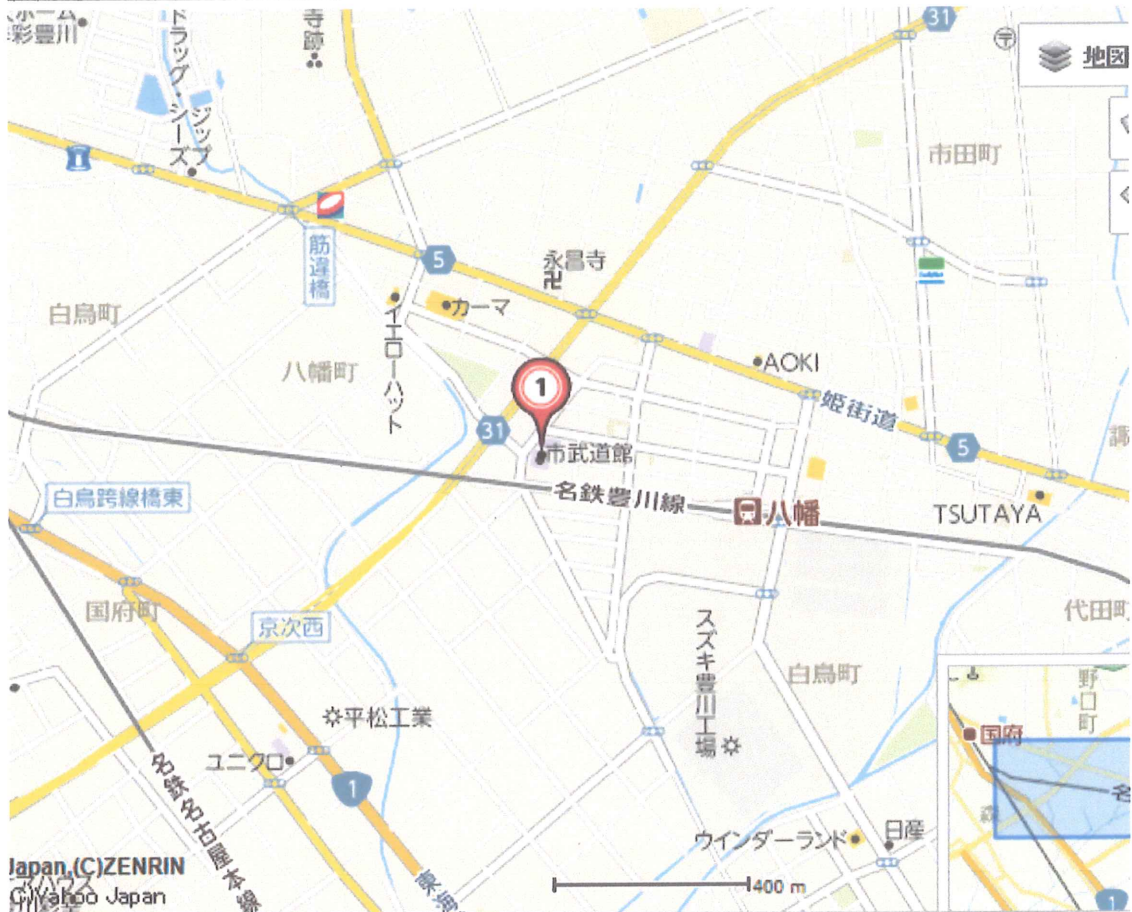 彩豊川
ドラッグ・シーズ
ジップ
寺跡
31
〒
地図
市田町
1
筋違橋
5
永昌寺
カーマ
イエローハット
白鳥町
八幡町
AOKI
姫街道
1
31
市武道館
5
名鉄豊川線
八幡
TSUTAYA
白鳥跨線橋東
国府町
京次西
代田町
スズキ豊川工場
白鳥町
平松工業
ユニクロ
1
名鉄名古屋本線
東海
ウインダーランド
日産
野口町
国府
名
1
Japan,(C)ZENRIN
(C)Yahoo Japan
400 m